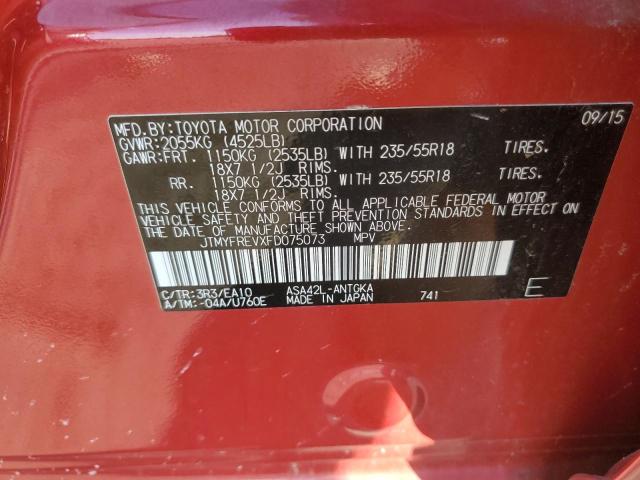 MFD.BY:TOYOTA MOTOR CORPORATION 09/15
GVWR:2055KG (4525LB)
GAWR:FRT. 1150KG (2535LB) WITH 235/55R18 TIRES.
18X7 1/2J RIMS.
RR. 1150KG (2535LB) WITH 235/55R18 TIRES.
18X7 1/2J RIMS.
THIS VEHICLE CONFORMS TO ALL APPLICABLE FEDERAL MOTOR
VEHICLE SAFETY AND THEFT PREVENTION STANDARDS IN EFFECT ON
THE DATE OF MANUFACTURE SHOWN ABOVE.
JTMYFREVXFD075073 MPV
C/TR:3R3/EA10 ASA42L-ANTGKA
A/TM:-04A/U760E MADE IN JAPAN 741 E